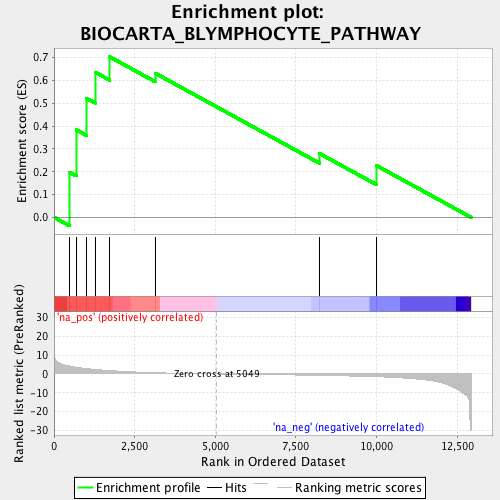 Enrichment plot:
BIOCARTA_BLYMPHOCYTE_PATHWAY
Enrichment score (ES)
0.7
0.6
0.5
0.4
0.3
0.2
0.1
0.0
'na_pos' (positively correlated)
Ranked list metric (PreRanked)
30
20
10
0
-10
-20
-30
Zero cross at 5049
'na_neg' (negatively correlated)
0 2,500 5,000 7,500 10,000 12,500
Rank in Ordered Dataset
Enrichment profile Hits Ranking metric scores